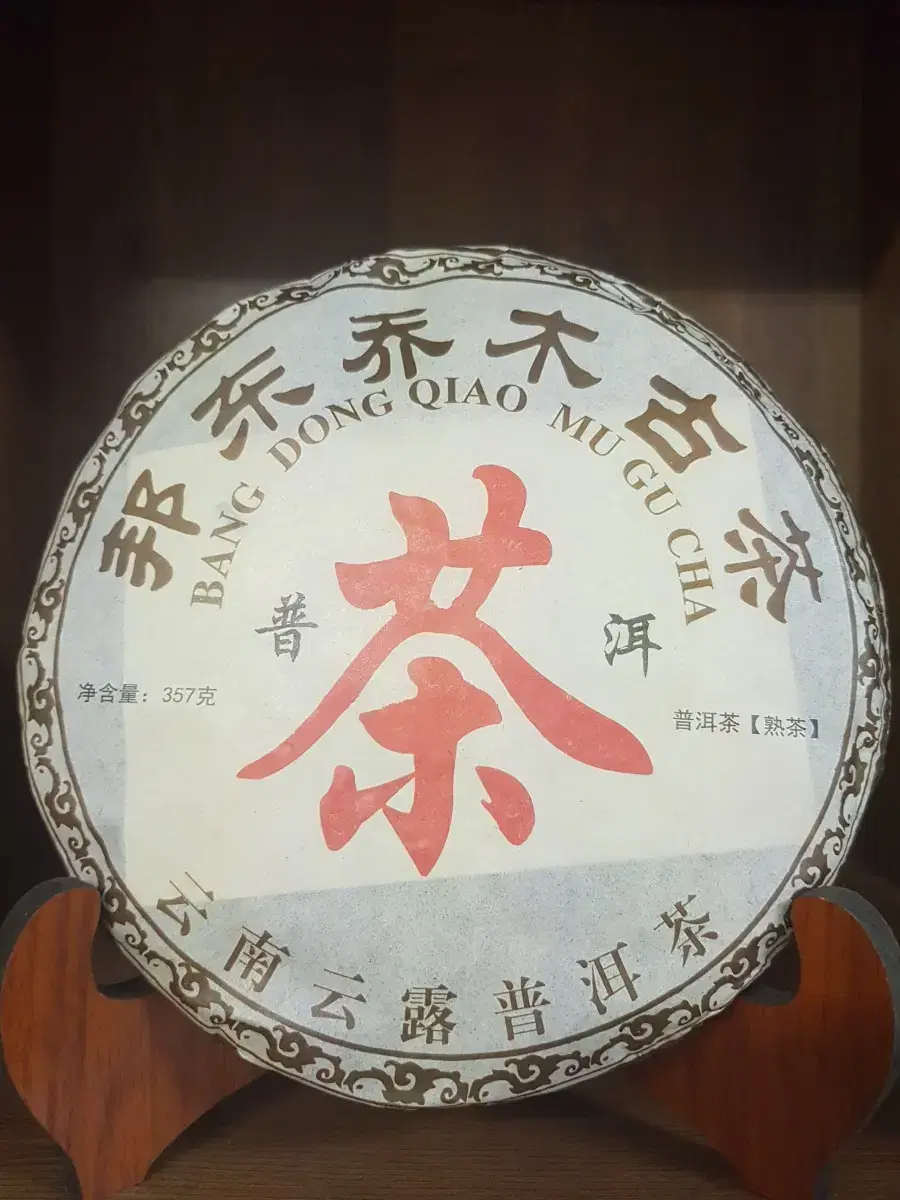 邦东乔木古茶
BANG DONG QIAO MU GU CHA
茶
普洱
净含量：357克
普洱茶【熟茶】
云南云露普洱茶